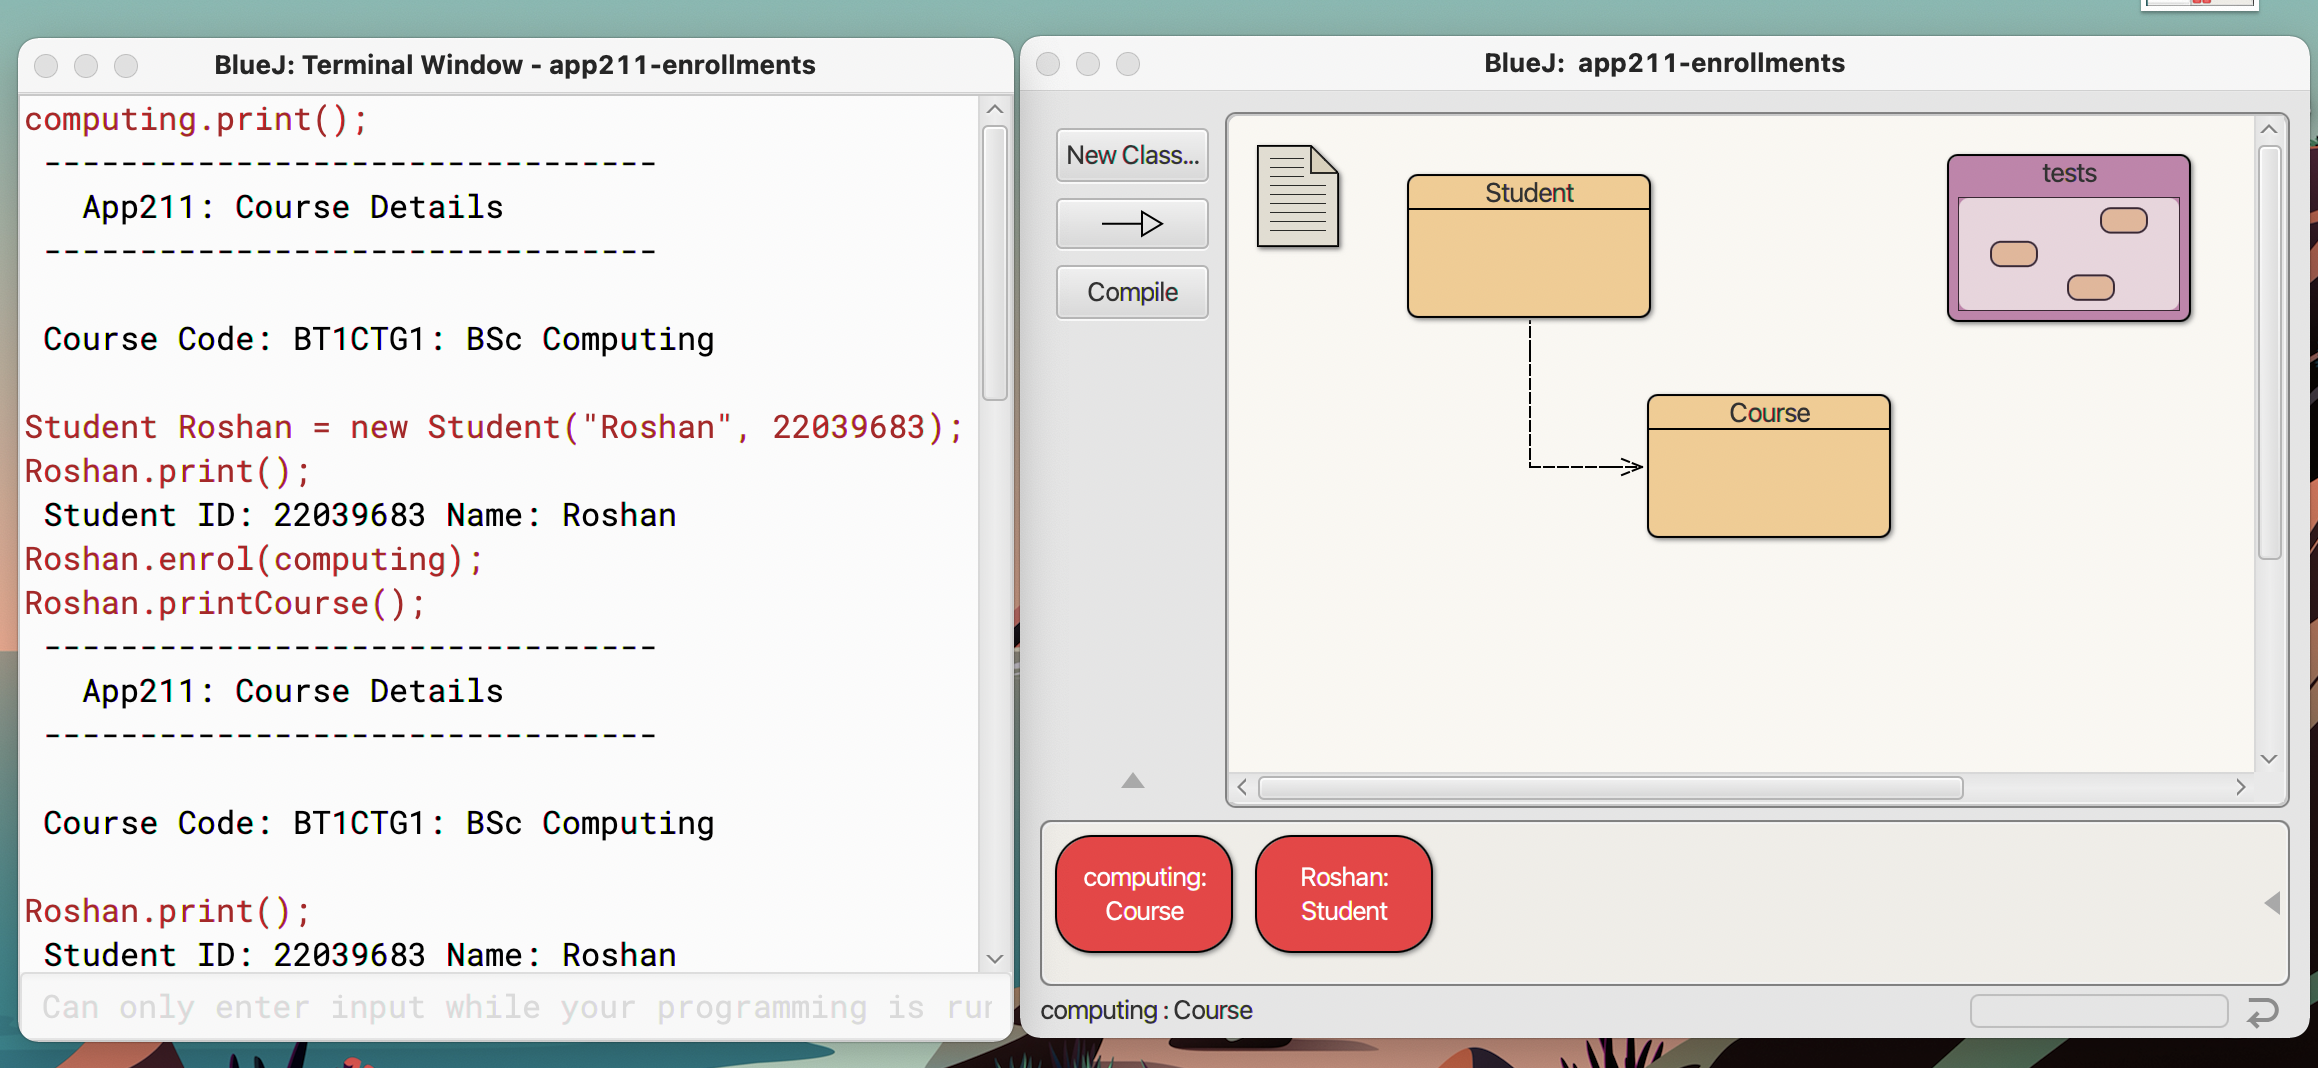 BlueJ: Terminal Window - app211-enrollments
computing.print();
--------------------------------
App211: Course Details
--------------------------------
Course Code: BT1CTG1: BSc Computing
Student Roshan = new Student("Roshan", 22039683);
Roshan.print();
Student ID: 22039683 Name: Roshan
Roshan.enrol(computing);
Roshan.printCourse();
--------------------------------
App211: Course Details
--------------------------------
Course Code: BT1CTG1: BSc Computing
Roshan.print();
Student ID: 22039683 Name: Roshan
Can only enter input while your programming is rur
BlueJ: app211-enrollments
New Class...
Compile
Student
tests
Course
computing:
Course
Roshan:
Student
computing : Course